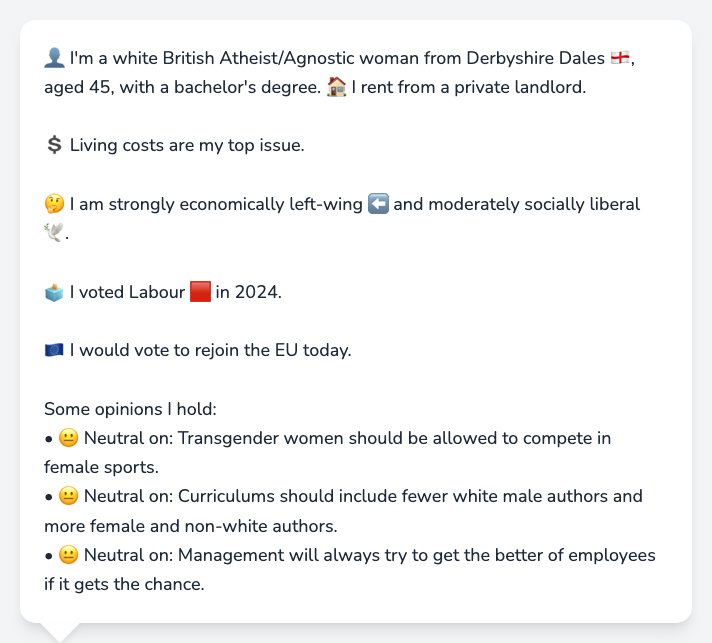 👤 I'm a white British Atheist/Agnostic woman from Derbyshire Dales 🏴󠁧󠁢󠁥󠁮󠁧󠁿,
aged 45, with a bachelor's degree. 🏠 I rent from a private landlord.
💲 Living costs are my top issue.
🤔 I am strongly economically left-wing ⬅️ and moderately socially liberal
🕊️.
🗳️ I voted Labour 🟥 in 2024.
🇪🇺 I would vote to rejoin the EU today.
Some opinions I hold:
• 😐 Neutral on: Transgender women should be allowed to compete in
female sports.
• 😐 Neutral on: Curriculums should include fewer white male authors and
more female and non-white authors.
• 😐 Neutral on: Management will always try to get the better of employees
if it gets the chance.